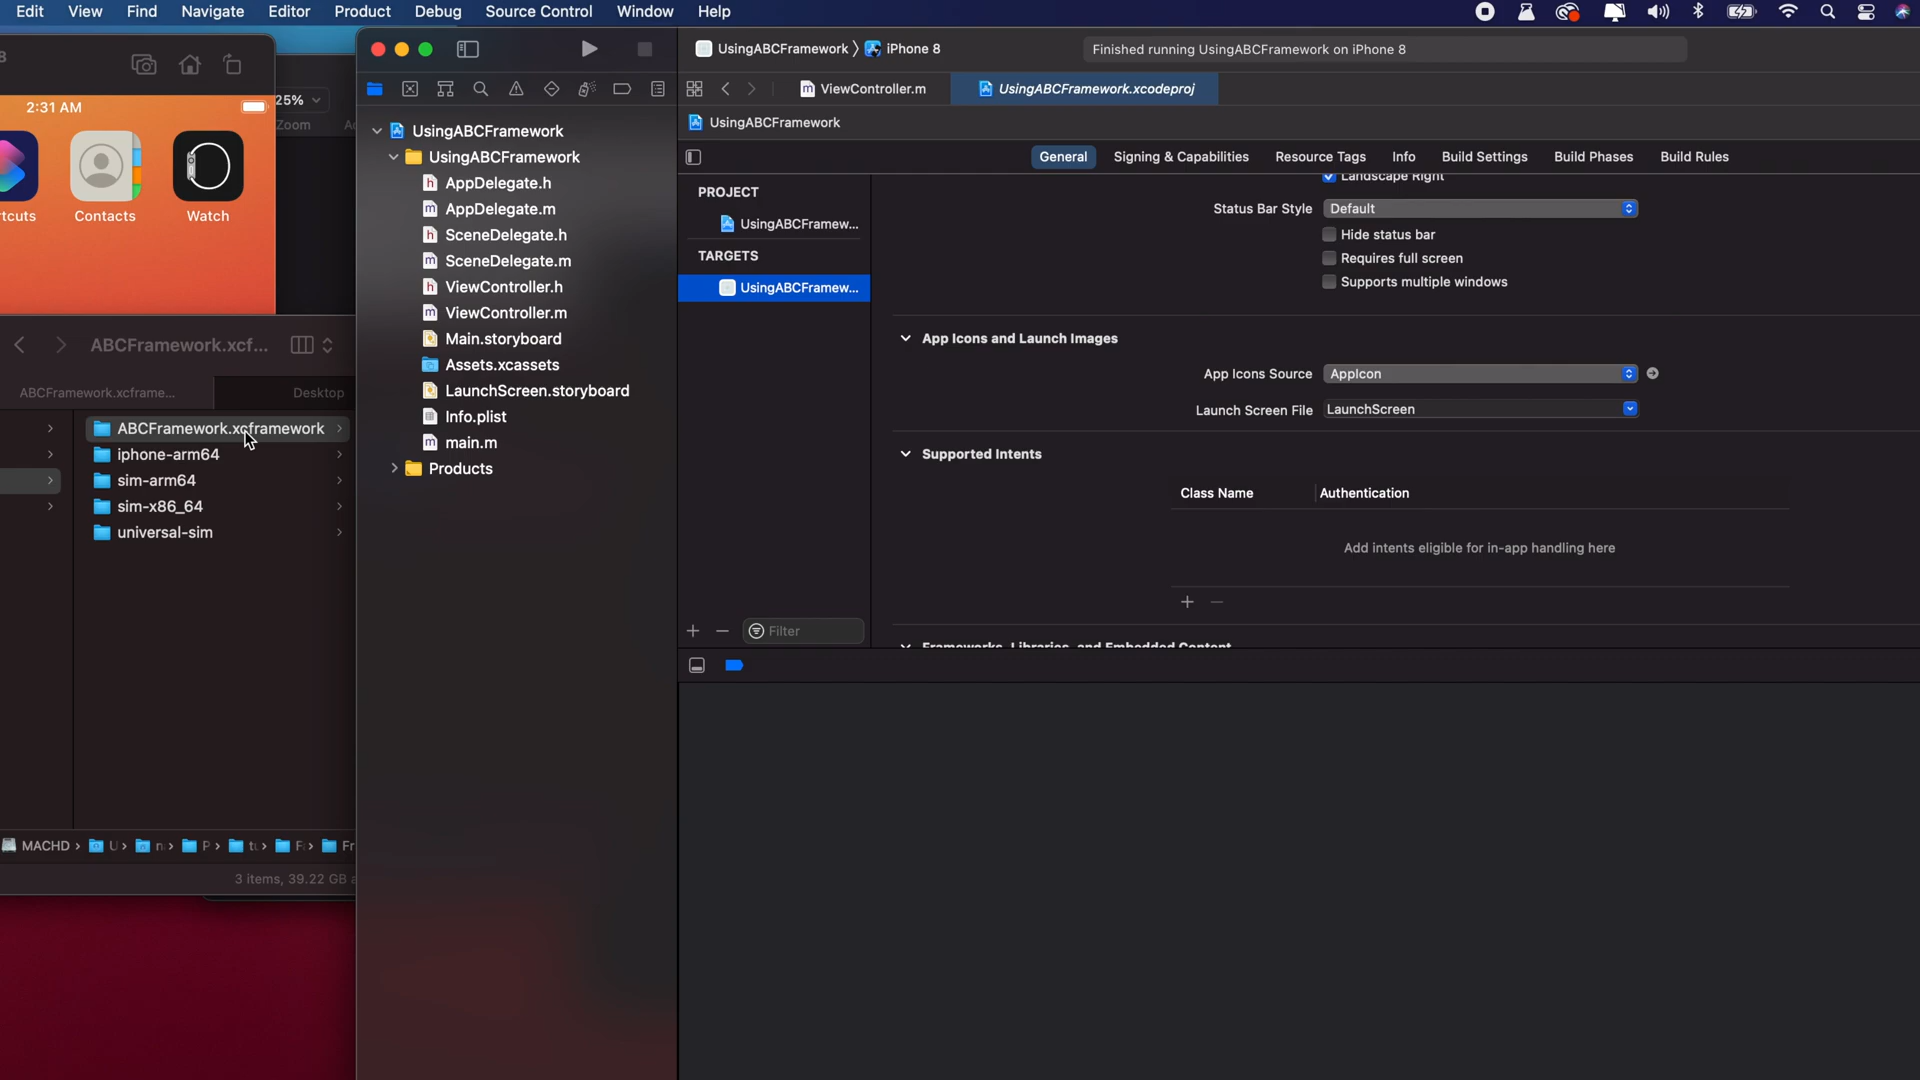 Edit View Find Navigate Editor Product Debug Source Control Window Help
2:31 AM
25%
Zoom
Contacts
Watch
ABCFramework.xcf...
ABCFramework.xcframe...
Desktop
ABCFramework.xcframework
iphone-arm64
sim-arm64
sim-x86_64
universal-sim
MACHD
3 items, 39.22 GB
UsingABCFramework
UsingABCFramework
AppDelegate.h
AppDelegate.m
SceneDelegate.h
SceneDelegate.m
ViewController.h
ViewController.m
Main.storyboard
Assets.xcassets
LaunchScreen.storyboard
Info.plist
main.m
Products
UsingABCFramework iPhone 8
Finished running UsingABCFramework on iPhone 8
ViewController.m
UsingABCFramework.xcodeproj
UsingABCFramework
General Signing & Capabilities Resource Tags Info Build Settings Build Phases Build Rules
PROJECT
UsingABCFramew...
TARGETS
UsingABCFramew...
Filter
Landscape Right
Status Bar Style Default
Hide status bar
Requires full screen
Supports multiple windows
App Icons and Launch Images
App Icons Source AppIcon
Launch Screen File LaunchScreen
Supported Intents
Class Name Authentication
Add intents eligible for in-app handling here
Frameworks, Libraries, and Embedded Content